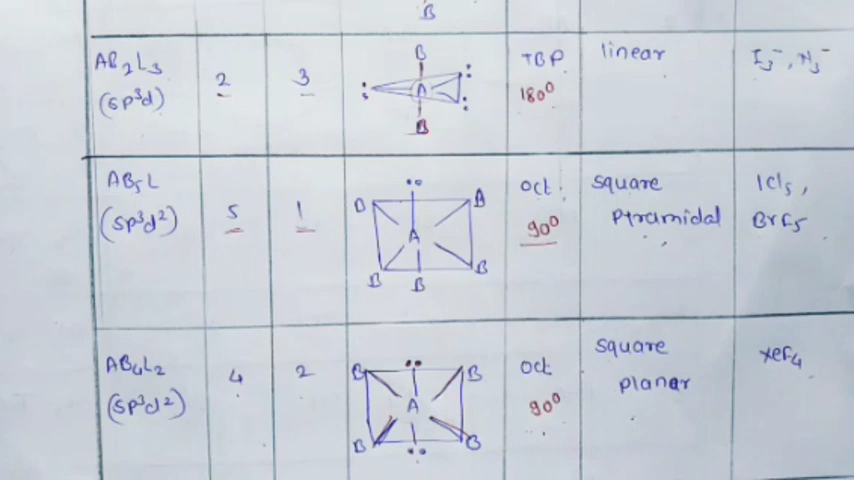 B
AB₂L₃ 2 3 B TBP linear I₃⁻, N₃⁻
(sp³d) A 180°
B
AB₅L 5 1 Oct. square ICl₅,
(sp³d²) B A 90° Pyramidal BrF₅
A
B B B
AB₄L₂ 4 2 B B Oct square XeF₄
(sp³d²) A 90° planar
B B